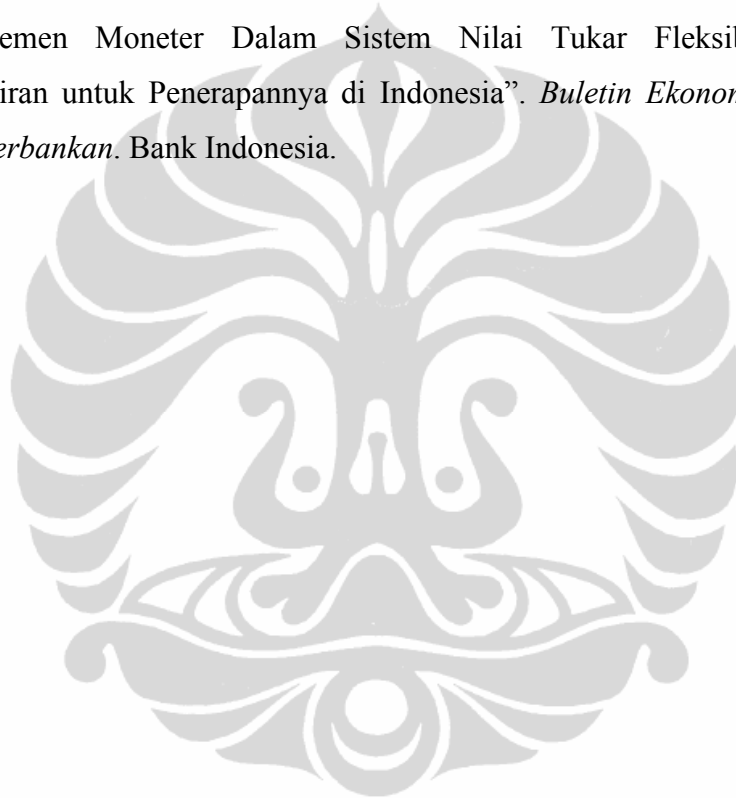 emen Moneter Dalam Sistem Nilai Tukar Fleksib
iran untuk Penerapannya di Indonesia”. Buletin Ekonom
erbankan. Bank Indonesia.